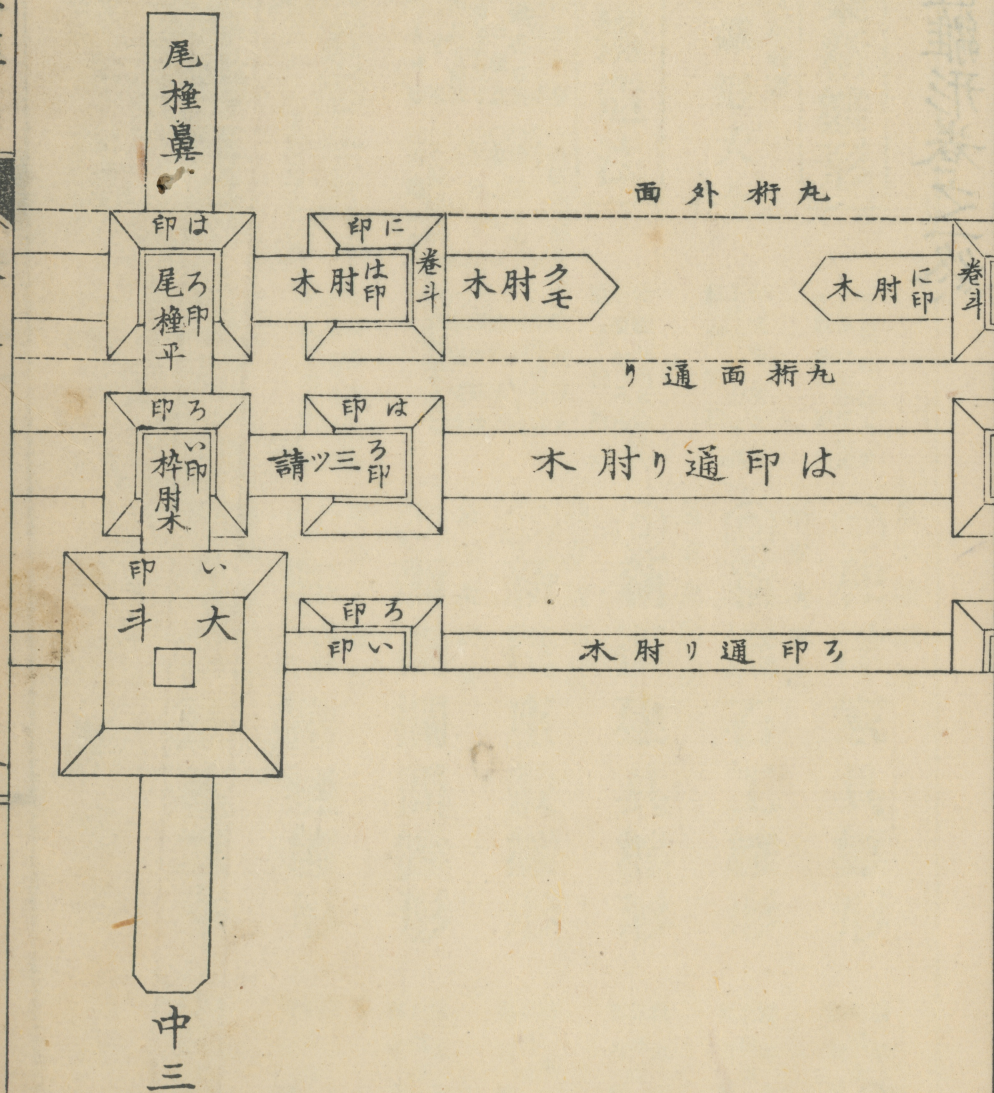 尾棰鼻
丸桁外面
は印
に印
ろ印
尾棰平
は印
肘木
巻斗
クモ
肘木
に印
肘木
巻斗
丸桁面通り
ろ印
は印
い印
枠肘木
ろ印
三ツ請
は印通り肘木
い印
大斗
ろ印
い印
ろ印通り肘木
中三